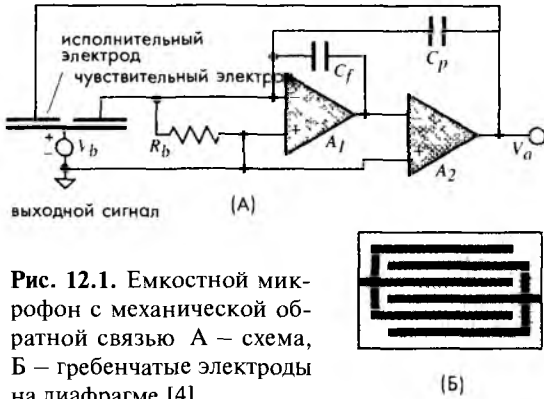 исполнительный
электрод
чувствительный электрод
C_f
C_p
V_b
R_b
A_1
A_2
V_a
выходной сигнал
(А)
Рис. 12.1. Емкостной мик-
рофон с механической об-
ратной связью А – схема,
Б – гребенчатые электроды
на диафрагме [4]
(Б)